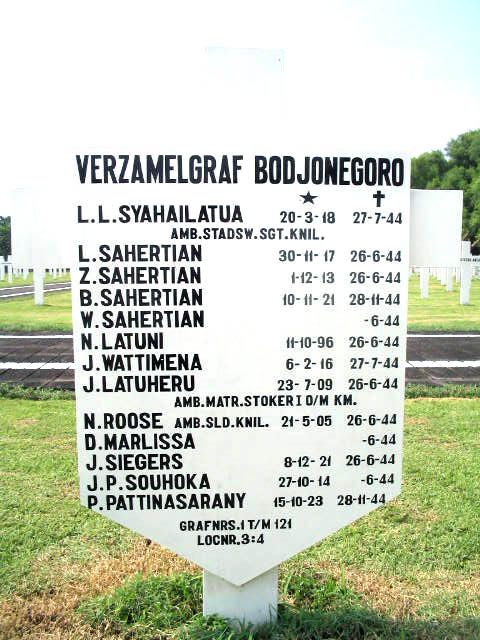 VERZAMELGRAF BODJONEGORO
★ ✝
L.L.SYAHAILATUA 20-3-18 27-7-44
AMB.STADSW.SGT.KNIL.
L.SAHERTIAN 30-11-17 26-6-44
Z.SAHERTIAN 1-12-13 26-6-44
B.SAHERTIAN 10-11-21 28-11-44
W.SAHERTIAN -6-44
N.LATUNI 11-10-96 26-6-44
J.WATTIMENA 6-2-16 27-7-44
J.LATUHERU 23-7-09 26-6-44
AMB.MATR.STOKER I O/M KM.
N.ROOSE AMB.SLD.KNIL. 21-5-05 26-6-44
D.MARLISSA -6-44
J.SIEGERS 8-12-21 26-6-44
J.P.SOUHOKA 27-10-14 -6-44
P.PATTINASARANY 15-10-23 28-11-44
GRAFNRS.1 T/M 121
LOCNR.3:4